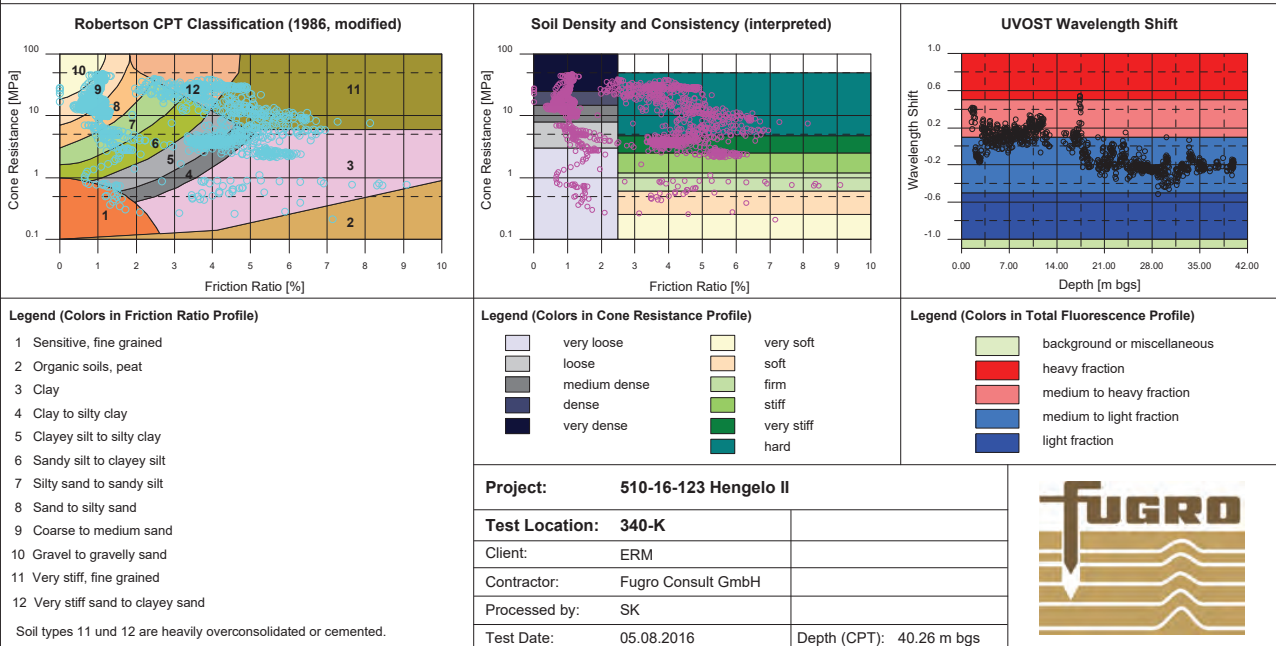 Robertson CPT Classification (1986, modified)
100
10
1
0.1
Cone Resistance [MPa]
10
9
8
7
6
5
4
12
11
3
1
2
0 1 2 3 4 5 6 7 8 9 10
Friction Ratio [%]
Soil Density and Consistency (interpreted)
100
10
1
0.1
Cone Resistance [MPa]
0 1 2 3 4 5 6 7 8 9 10
Friction Ratio [%]
UVOST Wavelength Shift
1.0
0.6
0.2
-0.2
-0.6
-1.0
Wavelength Shift
0.00 7.00 14.00 21.00 28.00 35.00 42.00
Depth [m bgs]
Legend (Colors in Friction Ratio Profile)
1 Sensitive, fine grained
2 Organic soils, peat
3 Clay
4 Clay to silty clay
5 Clayey silt to silty clay
6 Sandy silt to clayey silt
7 Silty sand to sandy silt
8 Sand to silty sand
9 Coarse to medium sand
10 Gravel to gravelly sand
11 Very stiff, fine grained
12 Very stiff sand to clayey sand
Soil types 11 und 12 are heavily overconsolidated or cemented.
Legend (Colors in Cone Resistance Profile)
very loose
loose
medium dense
dense
very dense
very soft
soft
firm
stiff
very stiff
hard
Legend (Colors in Total Fluorescence Profile)
background or miscellaneous
heavy fraction
medium to heavy fraction
medium to light fraction
light fraction
Project: 510-16-123 Hengelo II
Test Location: 340-K
Client: ERM
Contractor: Fugro Consult GmbH
Processed by: SK
Test Date: 05.08.2016
Depth (CPT): 40.26 m bgs
fUGRO